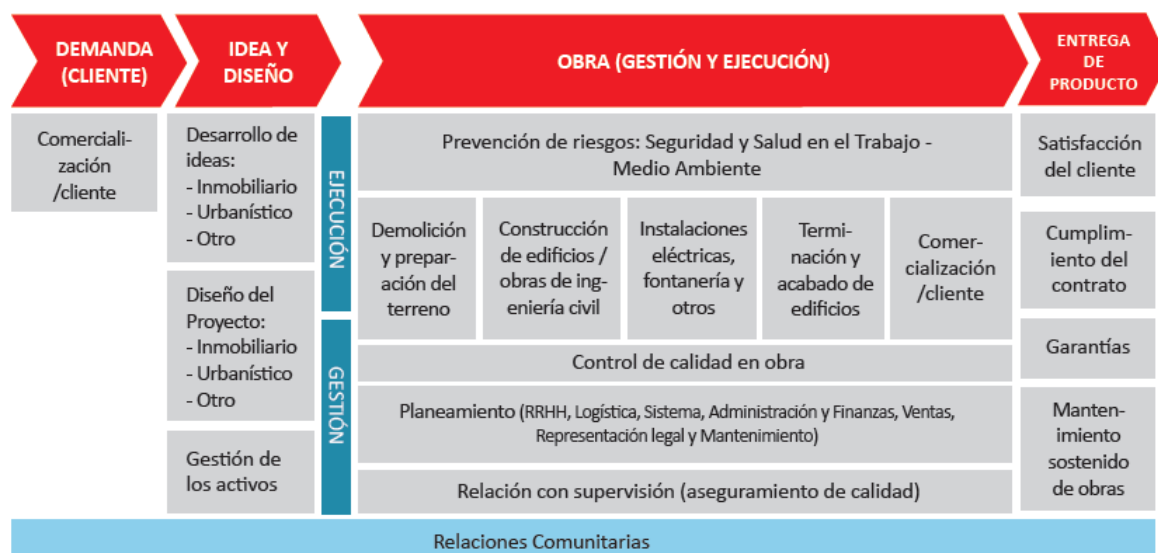 DEMANDA
(CLIENTE)
IDEA Y
DISEÑO
OBRA (GESTIÓN Y EJECUCIÓN)
ENTREGA
DE
PRODUCTO
Comerciali-
zación
/cliente
Desarrollo de
ideas:
- Inmobiliario
- Urbanístico
- Otro
Diseño del
Proyecto:
- Inmobiliario
- Urbanístico
- Otro
Gestión de
los activos
EJECUCIÓN
GESTIÓN
Prevención de riesgos: Seguridad y Salud en el Trabajo -
Medio Ambiente
Demolición
y prepar-
ación del
terreno
Construcción
de edificios /
obras de ing-
eniería civil
Instalaciones
eléctricas,
fontanería y
otros
Termi-
nación y
acabado de
edificios
Comer-
cialización
/cliente
Control de calidad en obra
Planeamiento (RRHH, Logística, Sistema, Administración y Finanzas, Ventas,
Representación legal y Mantenimiento)
Relación con supervisión (aseguramiento de calidad)
Satisfacción
del cliente
Cumplim-
iento del
contrato
Garantías
Manten-
imiento
sostenido
de obras
Relaciones Comunitarias